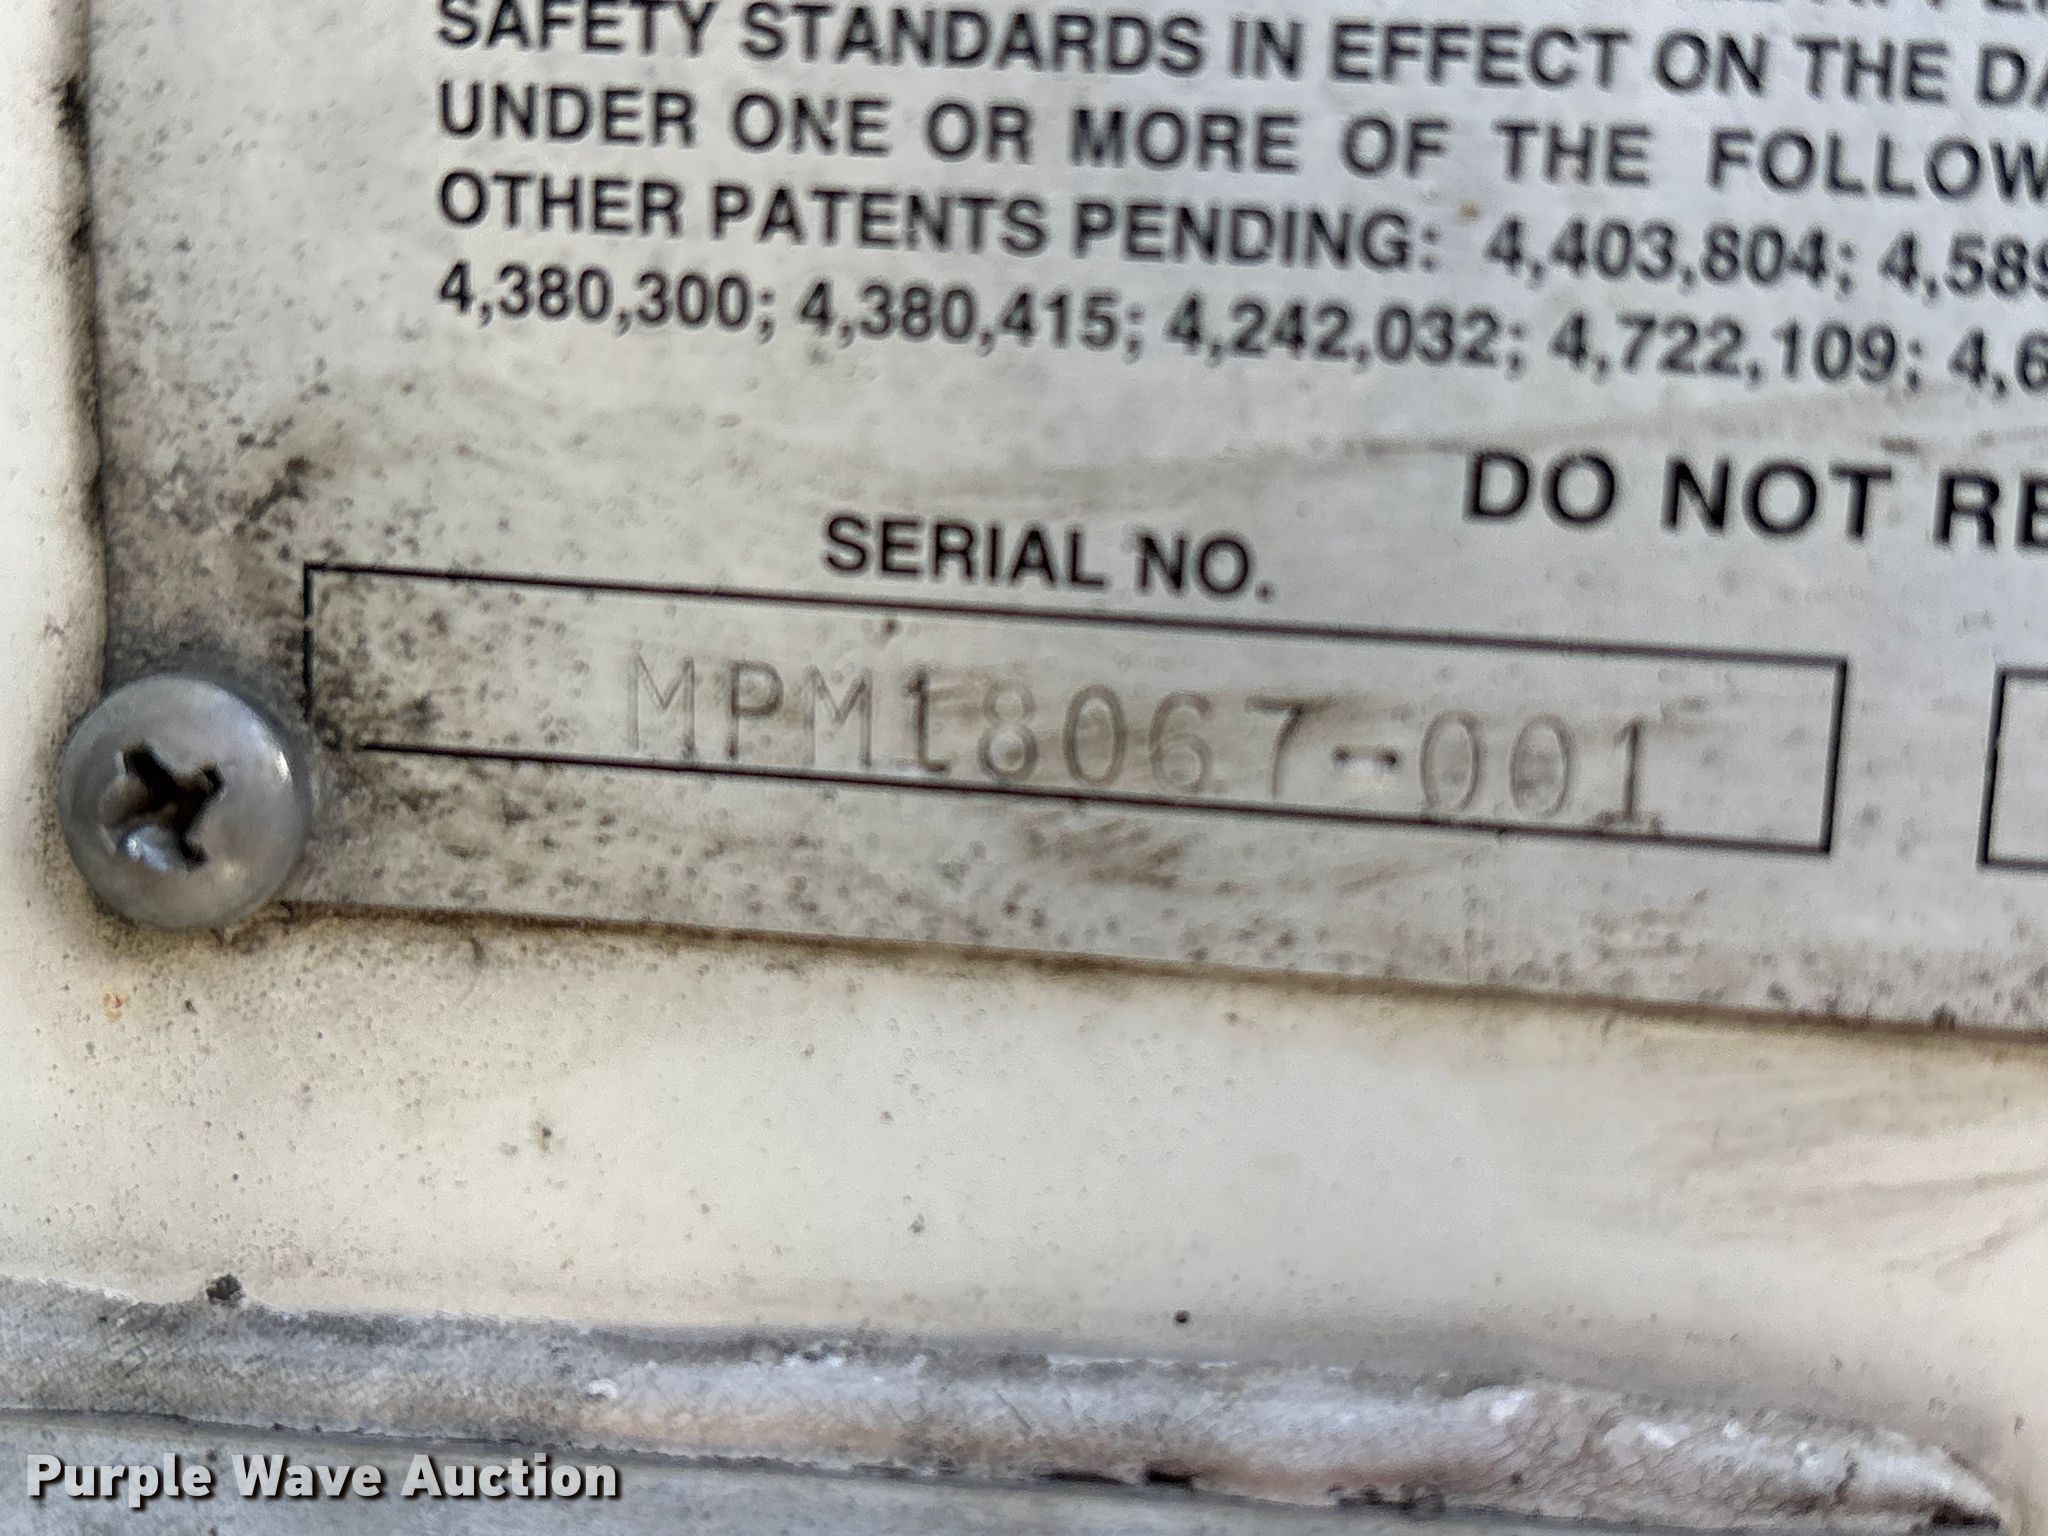 SAFETY STANDARDS IN EFFECT ON THE DA
UNDER ONE OR MORE OF THE FOLLOW
OTHER PATENTS PENDING: 4,403,804; 4,589
4,380,300; 4,380,415; 4,242,032; 4,722,109; 4,6
DO NOT RE
SERIAL NO.
MPM18067-001
Purple Wave Auction